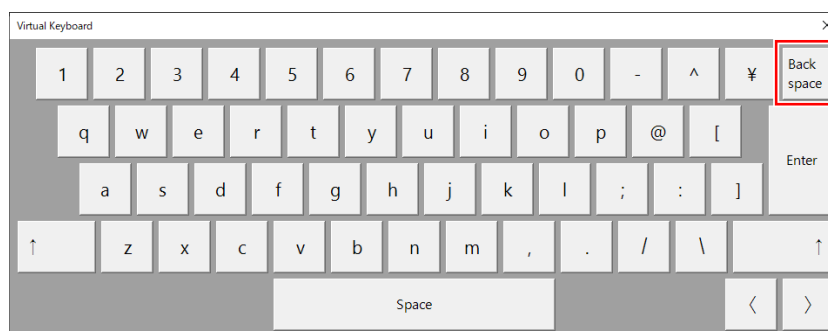 Virtual Keyboard ×
1 2 3 4 5 6 7 8 9 0 - ^ ¥ Back
space
q w e r t y u i o p @ [
Enter
a s d f g h j k l ; : ]
↑ z x c v b n m , . / \ ↑
Space 〈 〉